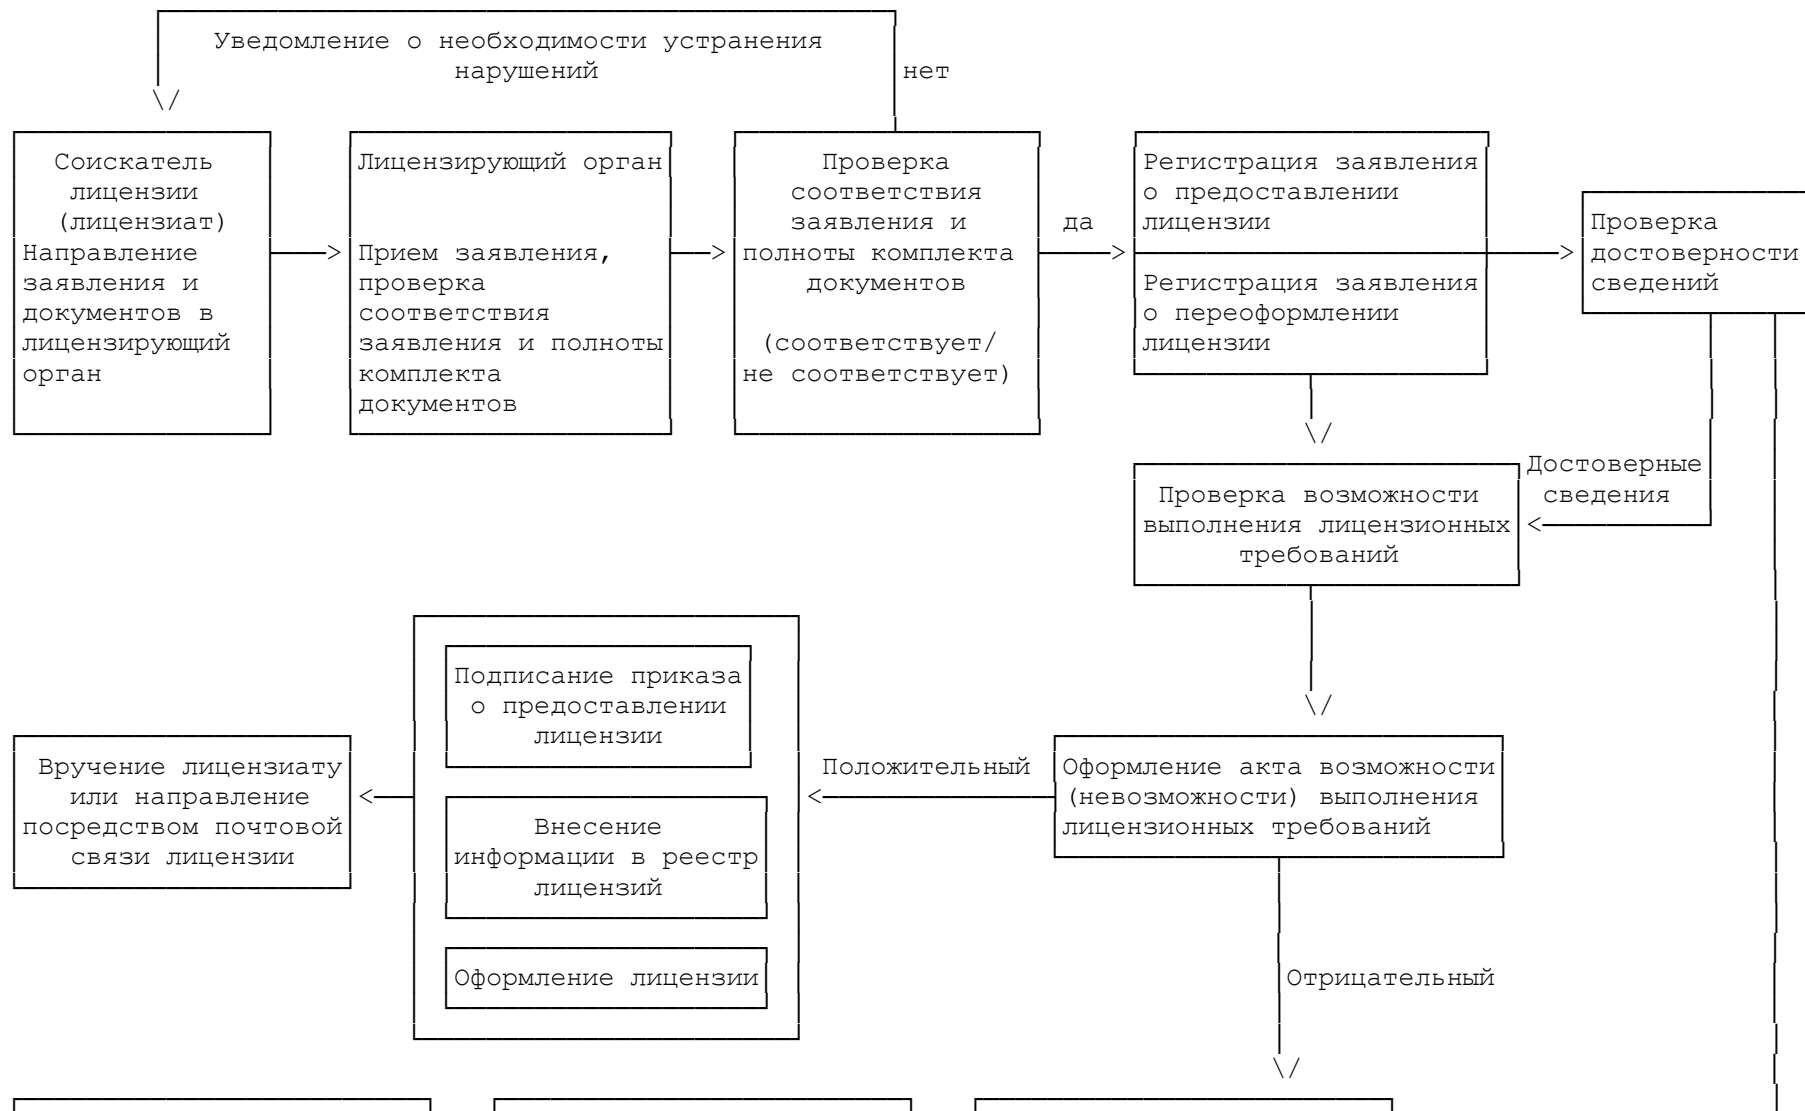 Уведомление о необходимости устранения
нарушений
нет
Соискатель
лицензии
(лицензиат)
Направление
заявления и
документов в
лицензирующий
орган
Лицензирующий орган
Прием заявления,
проверка
соответствия
заявления и полноты
комплекта
документов
Проверка
соответствия
заявления и
полноты комплекта
документов
(соответствует/
не соответствует)
да
Регистрация заявления
о предоставлении
лицензии
Регистрация заявления
о переоформлении
лицензии
Проверка
достоверности
сведений
Достоверные
сведения
Проверка возможности
выполнения лицензионных
требований
Подписание приказа
о предоставлении
лицензии
Вручение лицензиату
или направление
посредством почтовой
связи лицензии
Внесение
информации в реестр
лицензий
Оформление лицензии
Положительный
Оформление акта возможности
(невозможности) выполнения
лицензионных требований
Отрицательный